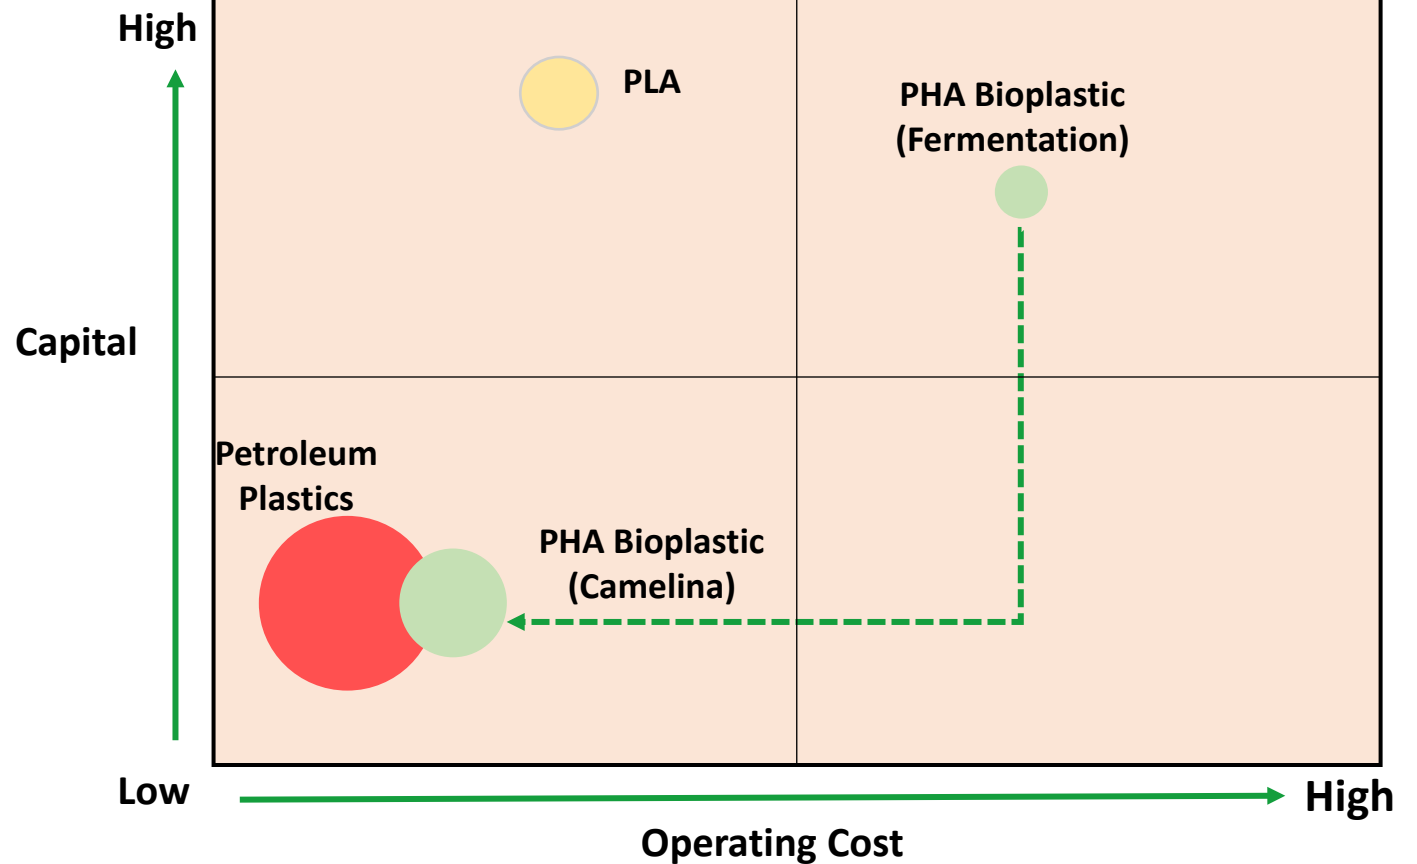 High
PLA
PHA Bioplastic
(Fermentation)
Capital
Petroleum
Plastics
PHA Bioplastic
(Camelina)
Low
High
Operating Cost